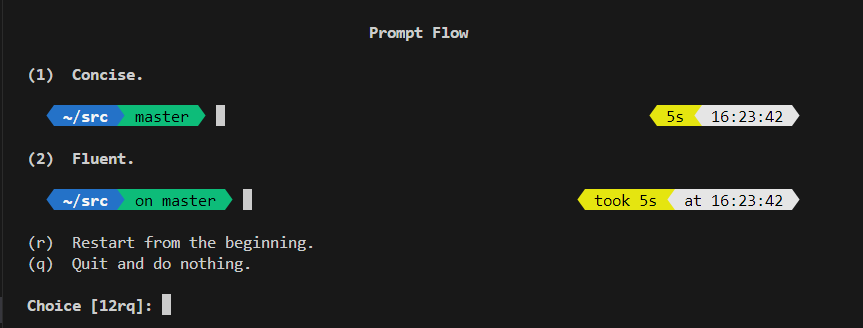 Prompt Flow
(1) Concise.
~/src master 5s 16:23:42
(2) Fluent.
~/src on master took 5s at 16:23:42
(r) Restart from the beginning.
(q) Quit and do nothing.
Choice [12rq]: